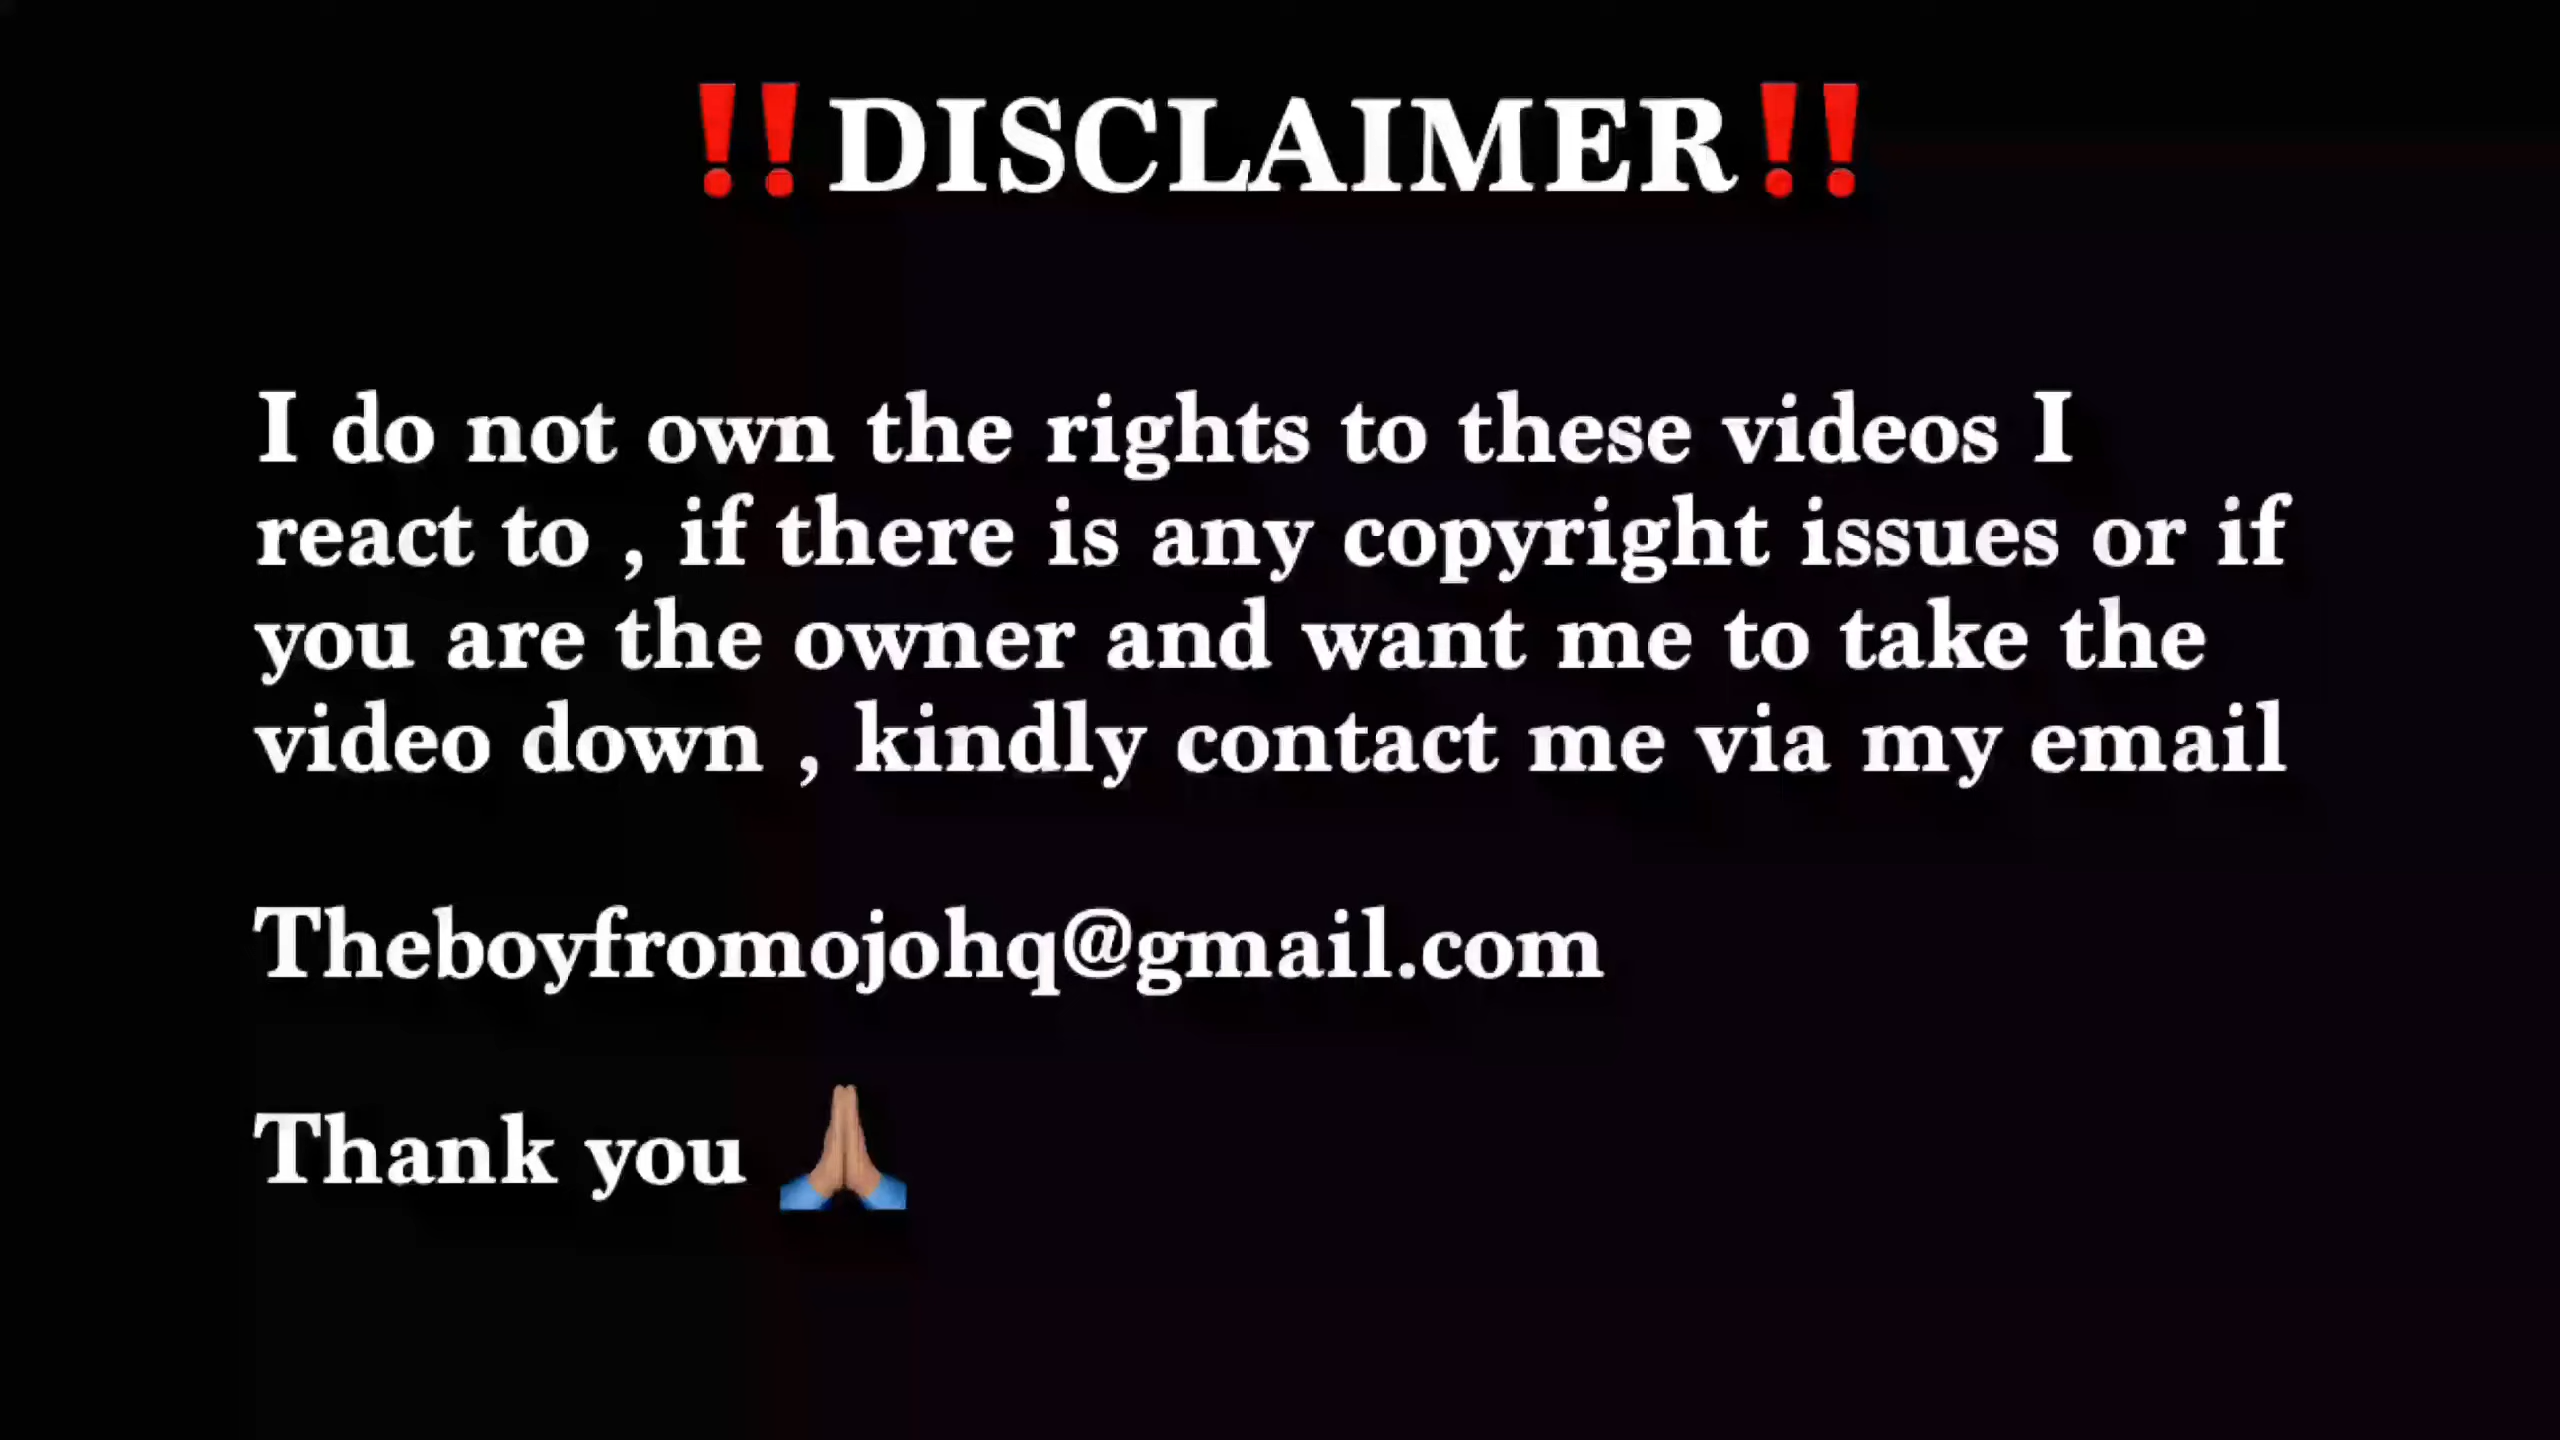 ‼️DISCLAIMER‼️
I do not own the rights to these videos I
react to , if there is any copyright issues or if
you are the owner and want me to take the
video down , kindly contact me via my email
Theboyfromojohq@gmail.com
Thank you 🙏🏽